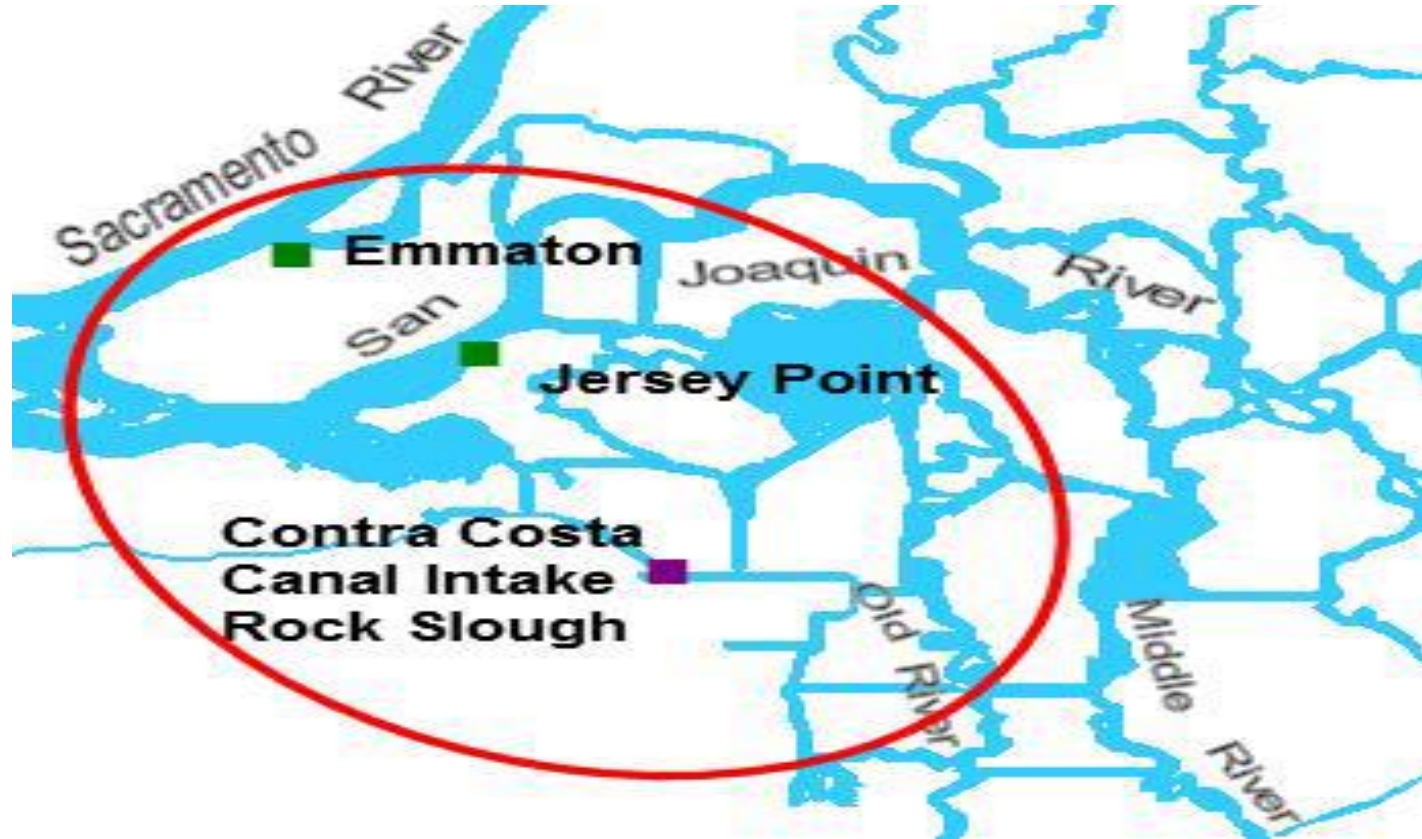 Sacramento River
Emmaton
San Joaquin River
Jersey Point
Contra Costa
Canal Intake
Rock Slough
Old River
Middle River